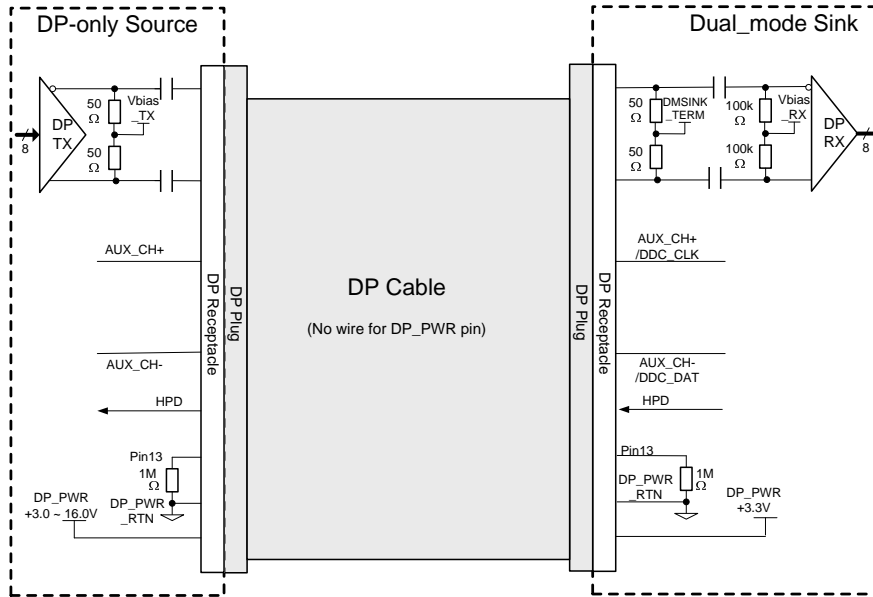 DP-only Source
Dual_mode Sink
DP
TX
8
50
Ω
50
Ω
Vbias
_TX
AUX_CH+
AUX_CH-
HPD
Pin13
1M
Ω
DP_PWR
_RTN
DP_PWR
+3.0 ~ 16.0V
DP Receptacle
DP Plug
DP Cable
(No wire for DP_PWR pin)
DP Plug
DP Receptacle
50
Ω
50
Ω
DMSINK
_TERM
100k
Ω
100k
Ω
Vbias
_RX
DP
RX
8
AUX_CH+
/DDC_CLK
AUX_CH-
/DDC_DAT
HPD
Pin13
DP_PWR
_RTN
1M
Ω
DP_PWR
+3.3V